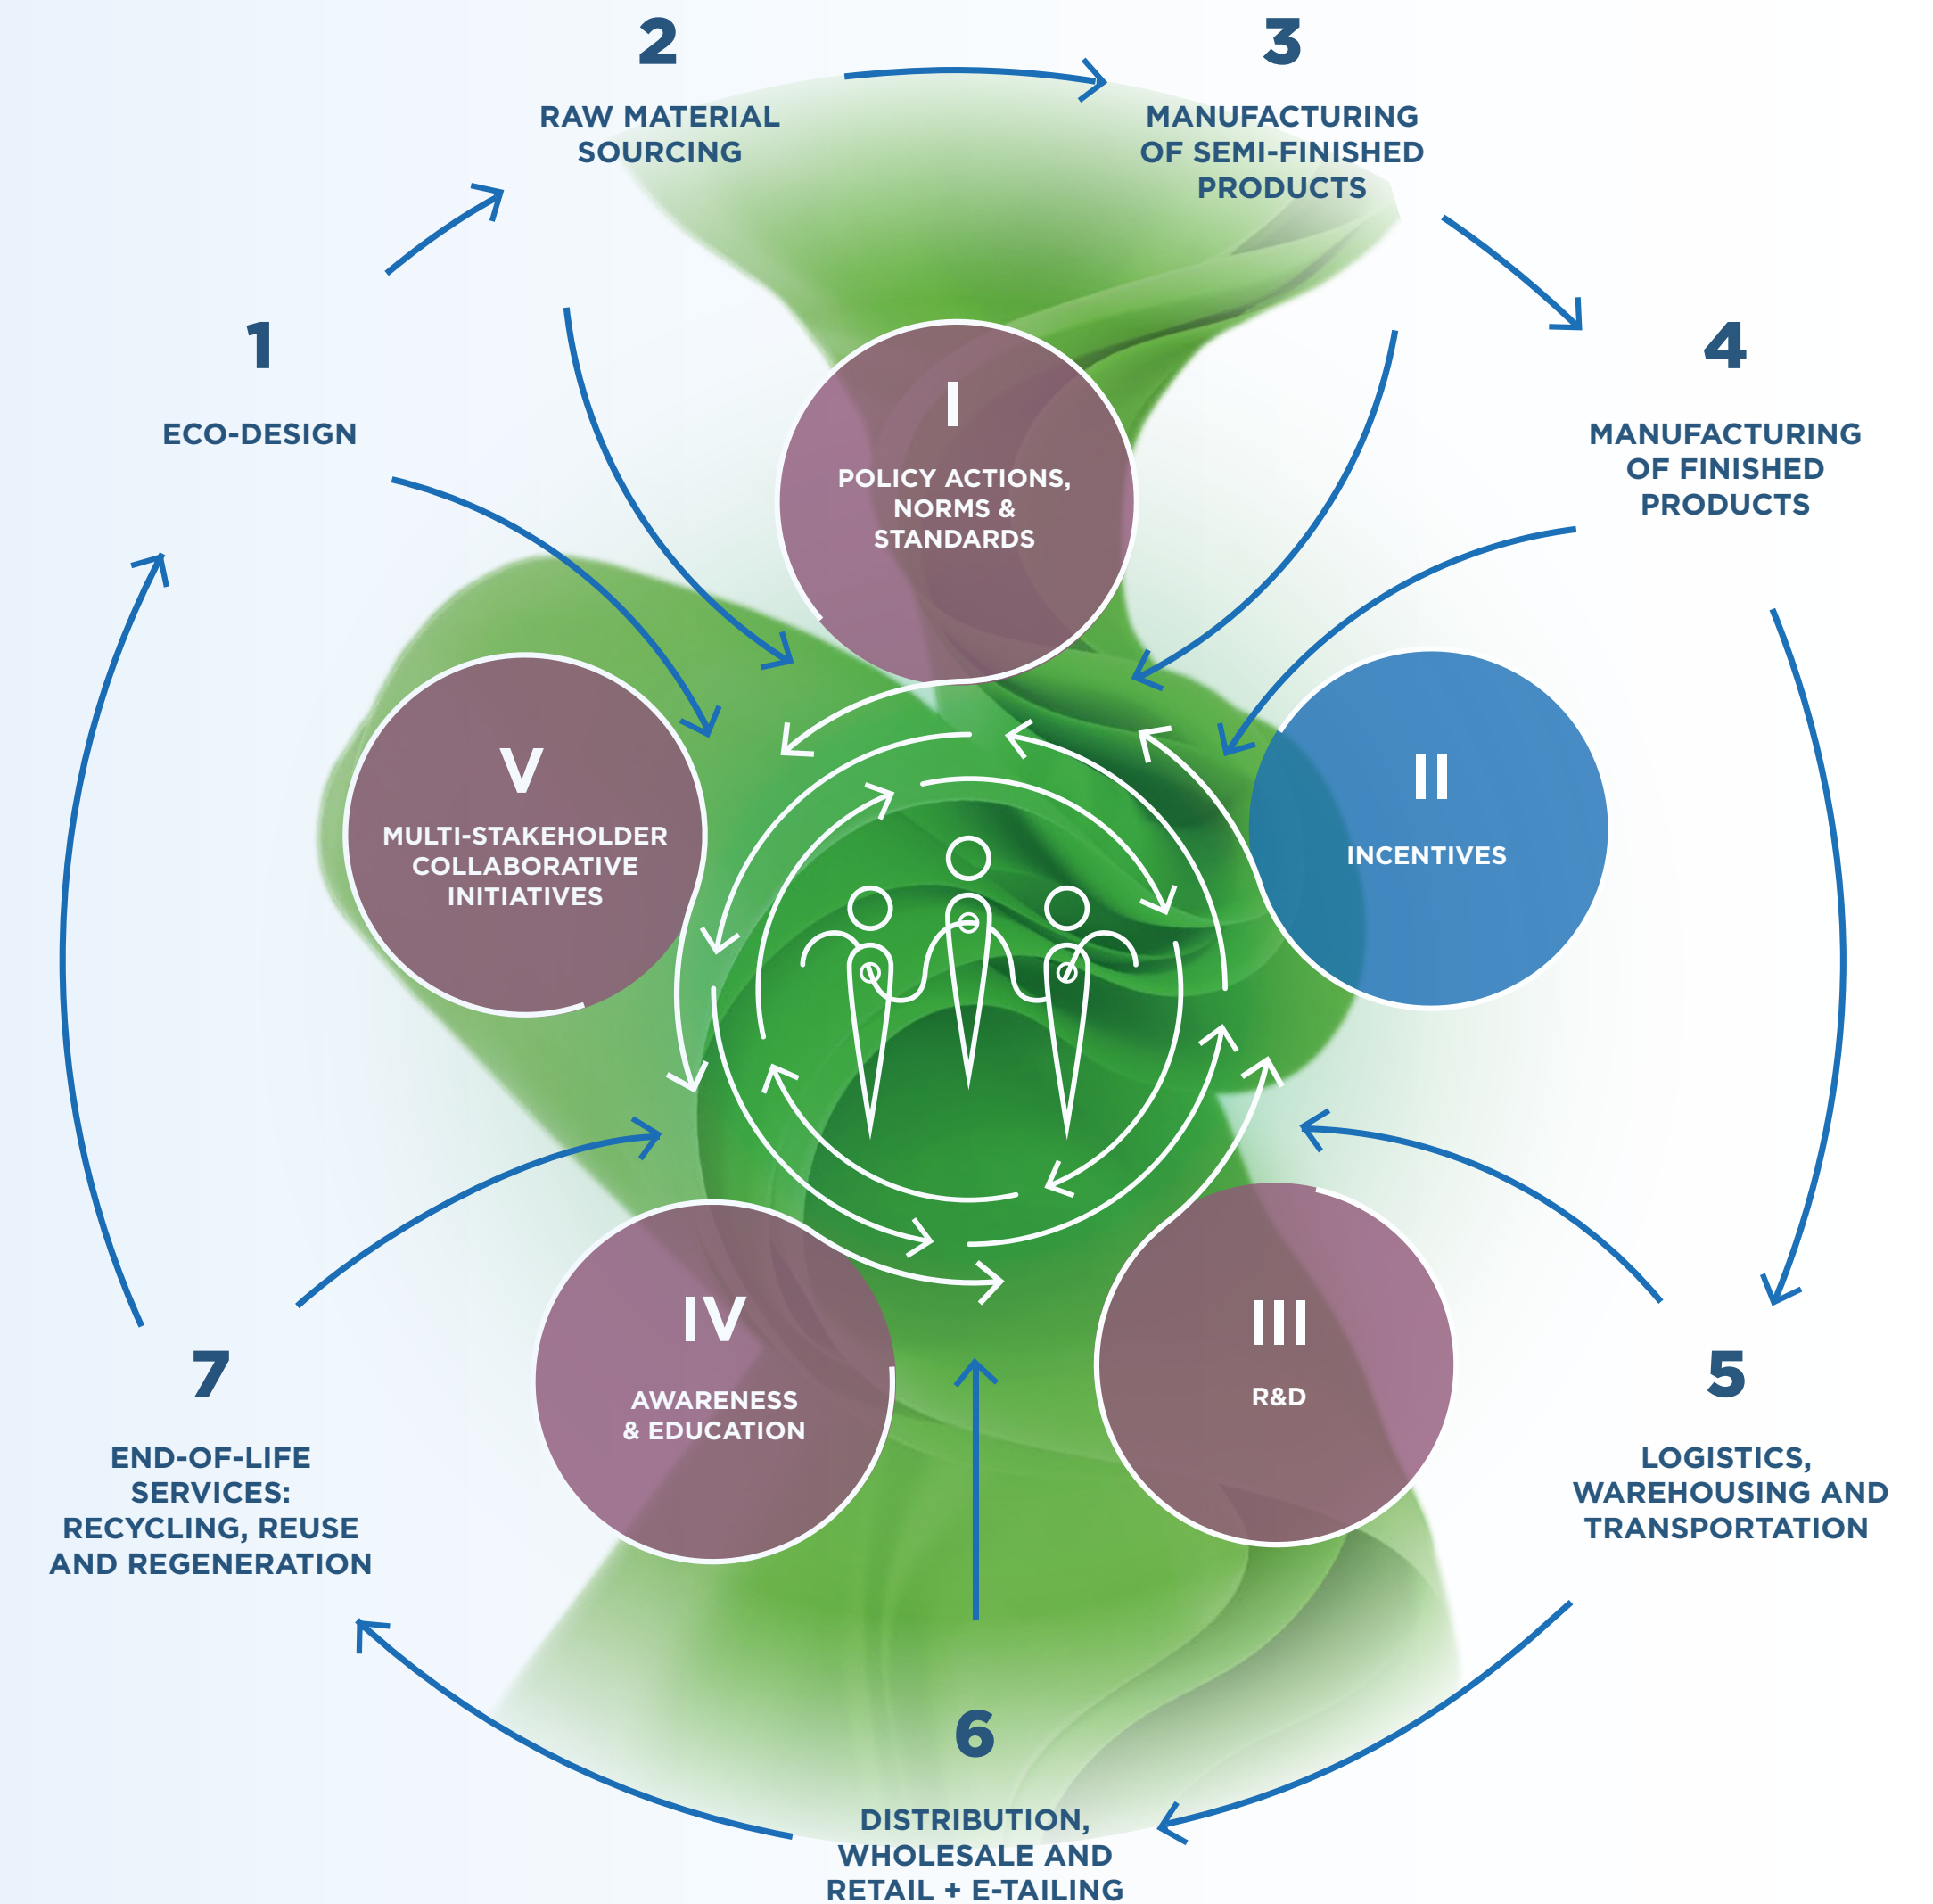 2
RAW MATERIAL
SOURCING
3
MANUFACTURING
OF SEMI-FINISHED
PRODUCTS
1
ECO-DESIGN
4
MANUFACTURING
OF FINISHED
PRODUCTS
I
POLICY ACTIONS,
NORMS &
STANDARDS
V
MULTI-STAKEHOLDER
COLLABORATIVE
INITIATIVES
II
INCENTIVES
IV
AWARENESS
& EDUCATION
III
R&D
7
END-OF-LIFE
SERVICES:
RECYCLING, REUSE
AND REGENERATION
5
LOGISTICS,
WAREHOUSING AND
TRANSPORTATION
6
DISTRIBUTION,
WHOLESALE AND
RETAIL + E-TAILING